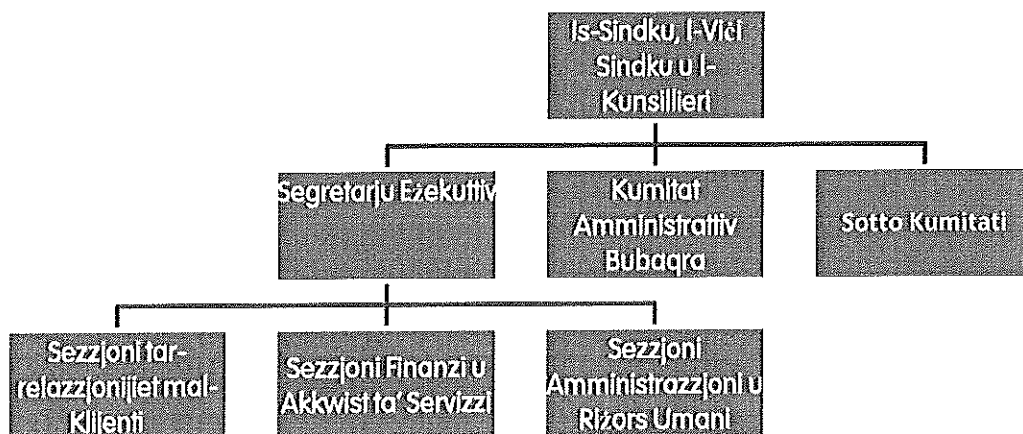 Is-Sindku, l-Viċi
Sindku u l-
Kunsillieri
Segretarju Eżekuttiv
Kumitat
Amministrattiv
Bubaqra
Sotto Kumitati
Sezzjoni tar-
relazzjonijiet mal-
Klijenti
Sezzjoni Finanzi u
Akkwist ta' Servizzi
Sezzjoni
Amministrazzjoni u
Riżors Umani